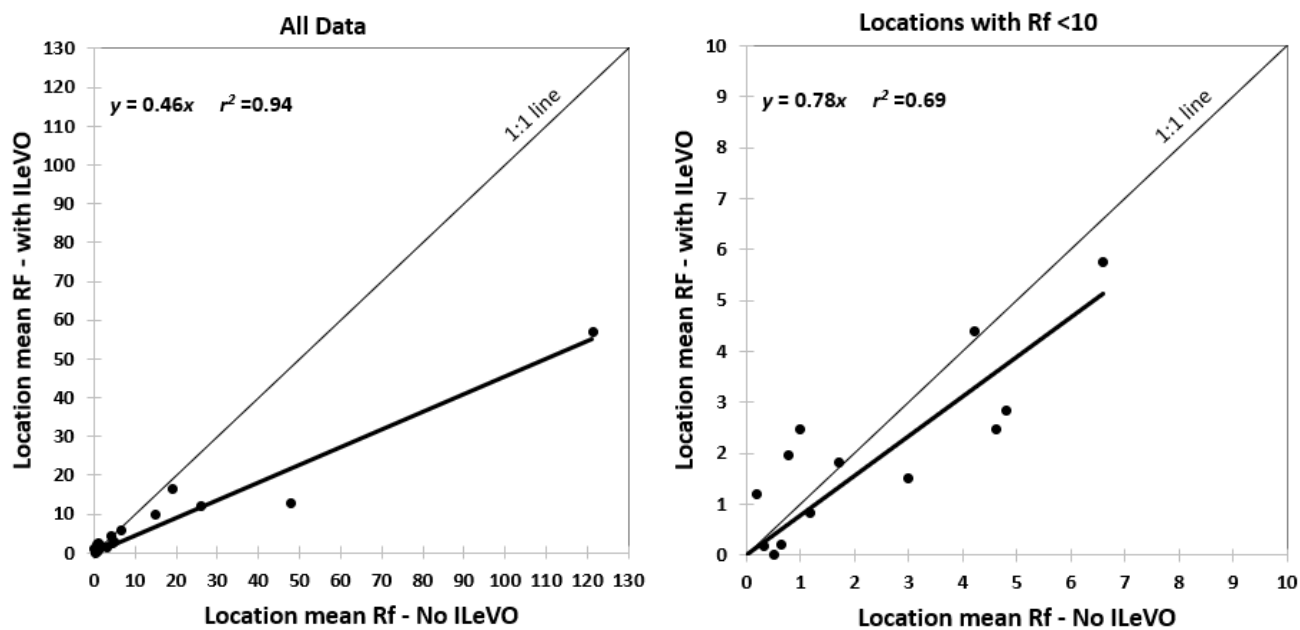 All Data
130
120
110
100
90
80
70
60
50
40
30
20
10
0
y = 0.46x r² =0.94
1:1 line
Location mean RF - with ILeVO
0 10 20 30 40 50 60 70 80 90 100 110 120 130
Location mean Rf - No ILeVO
Locations with Rf <10
10
9
8
7
6
5
4
3
2
1
0
y = 0.78x r² =0.69
1:1 line
Location mean RF - with ILeVO
0 1 2 3 4 5 6 7 8 9 10
Location mean Rf - No ILeVO